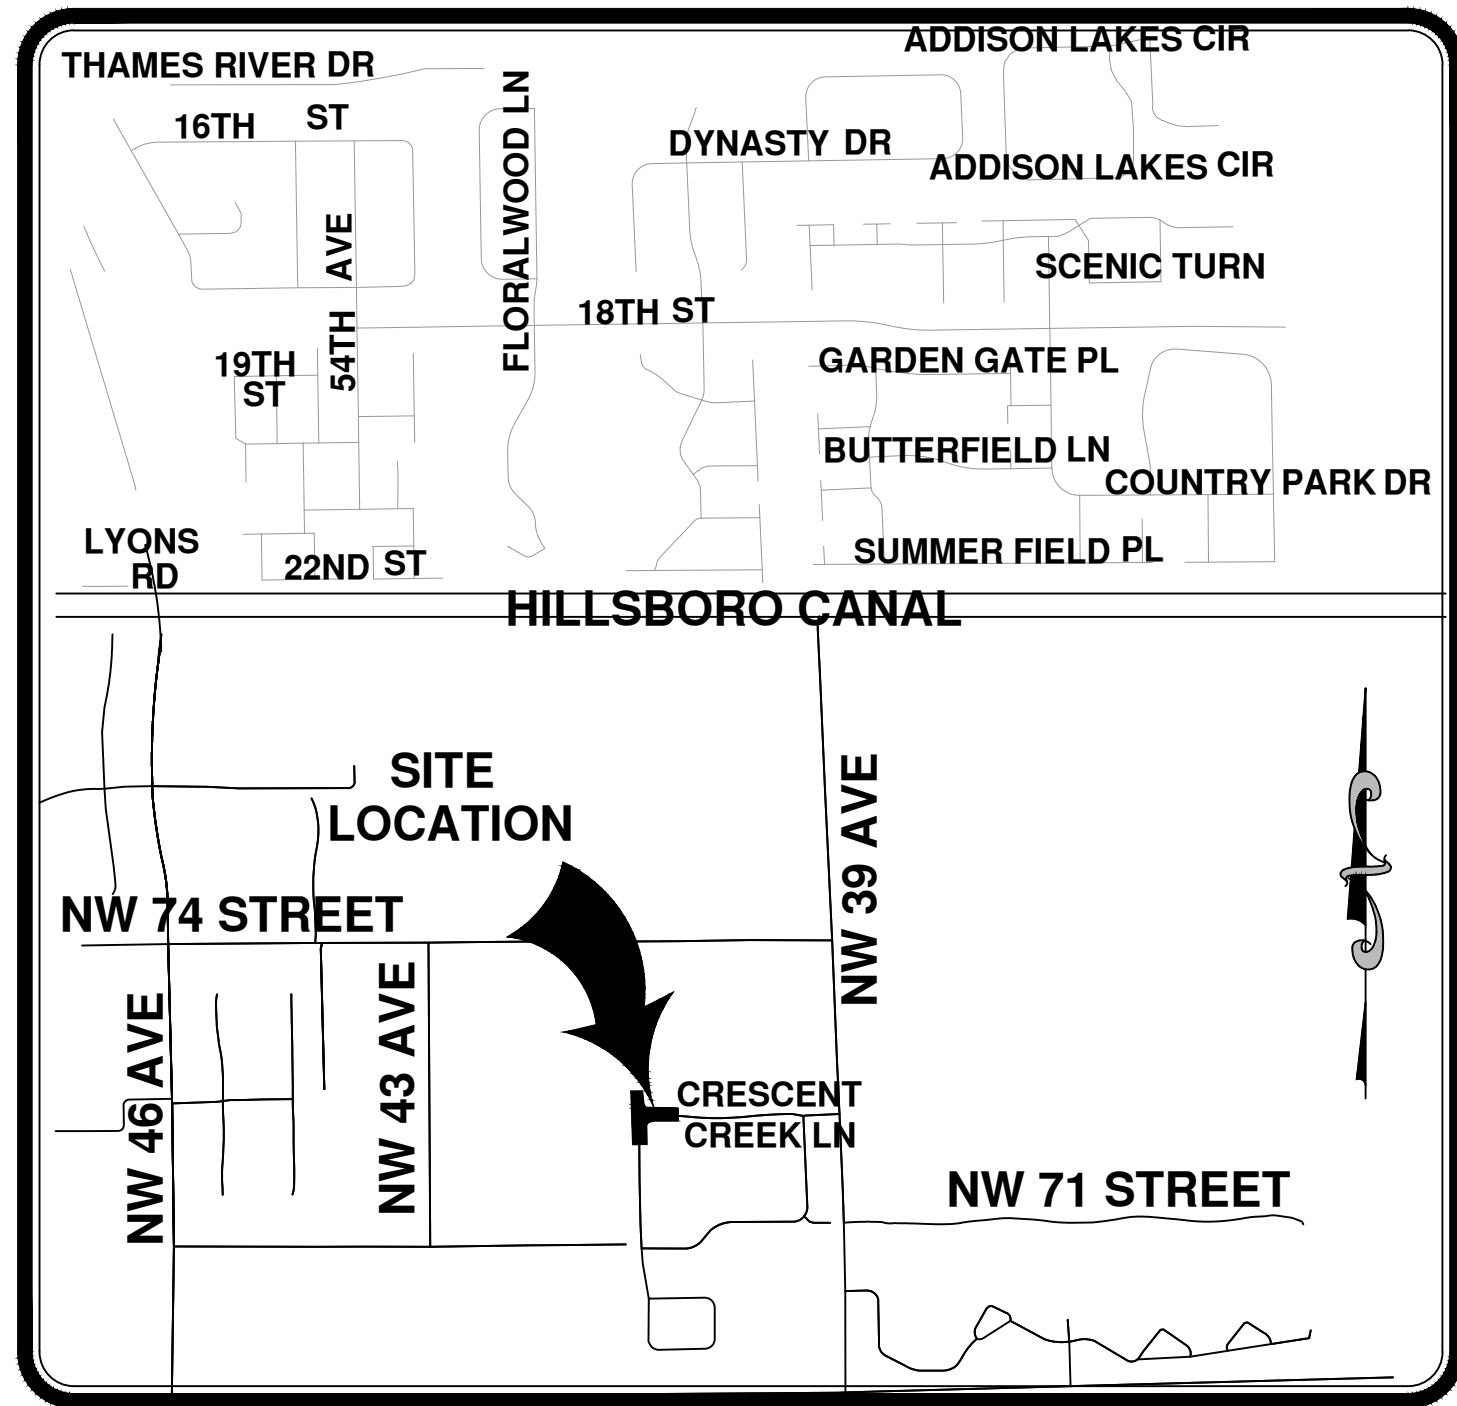 ADDISON LAKES CIR
THAMES RIVER DR
16TH ST
FLORALWOOD LN
DYNASTY DR
ADDISON LAKES CIR
54TH AVE
SCENIC TURN
18TH ST
19TH
ST
GARDEN GATE PL
BUTTERFIELD LN
COUNTRY PARK DR
LYONS
RD
22ND ST
SUMMER FIELD PL
HILLSBORO CANAL
SITE
LOCATION
NW 39 AVE
NW 74 STREET
NW 46 AVE
NW 43 AVE
CRESCENT
CREEK LN
NW 71 STREET